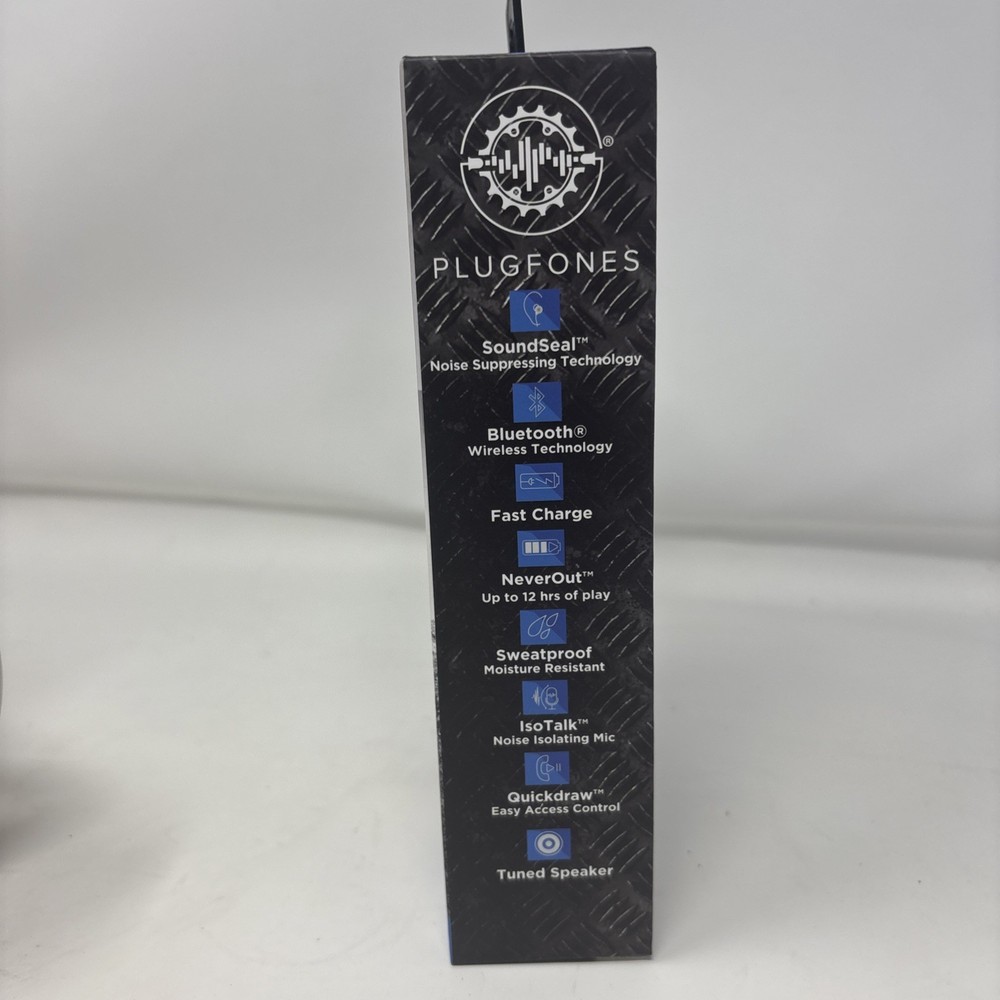 ®
PLUGFONES
SoundSeal™
Noise Suppressing Technology
Bluetooth®
Wireless Technology
Fast Charge
NeverOut™
Up to 12 hrs of play
Sweatproof
Moisture Resistant
IsoTalk™
Noise Isolating Mic
Quickdraw™
Easy Access Control
Tuned Speaker